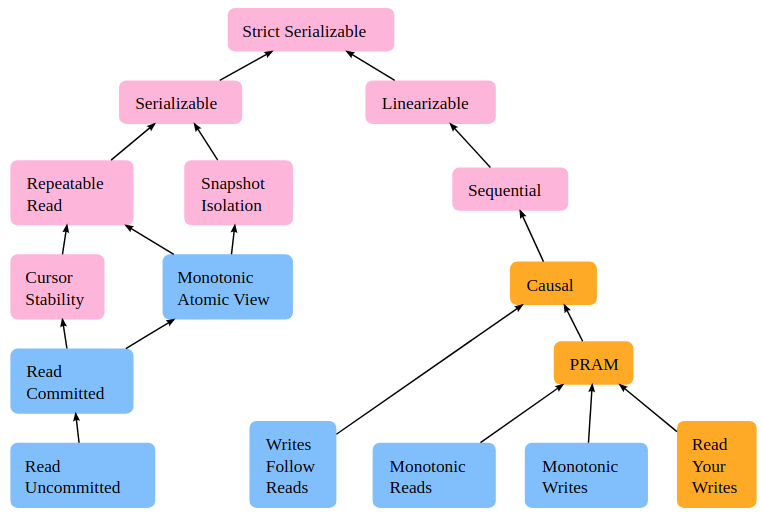 Strict Serializable
Serializable
Linearizable
Repeatable
Read
Snapshot
Isolation
Sequential
Cursor
Stability
Monotonic
Atomic View
Causal
Read
Committed
PRAM
Read
Uncommitted
Writes
Follow
Reads
Monotonic
Reads
Monotonic
Writes
Read
Your
Writes